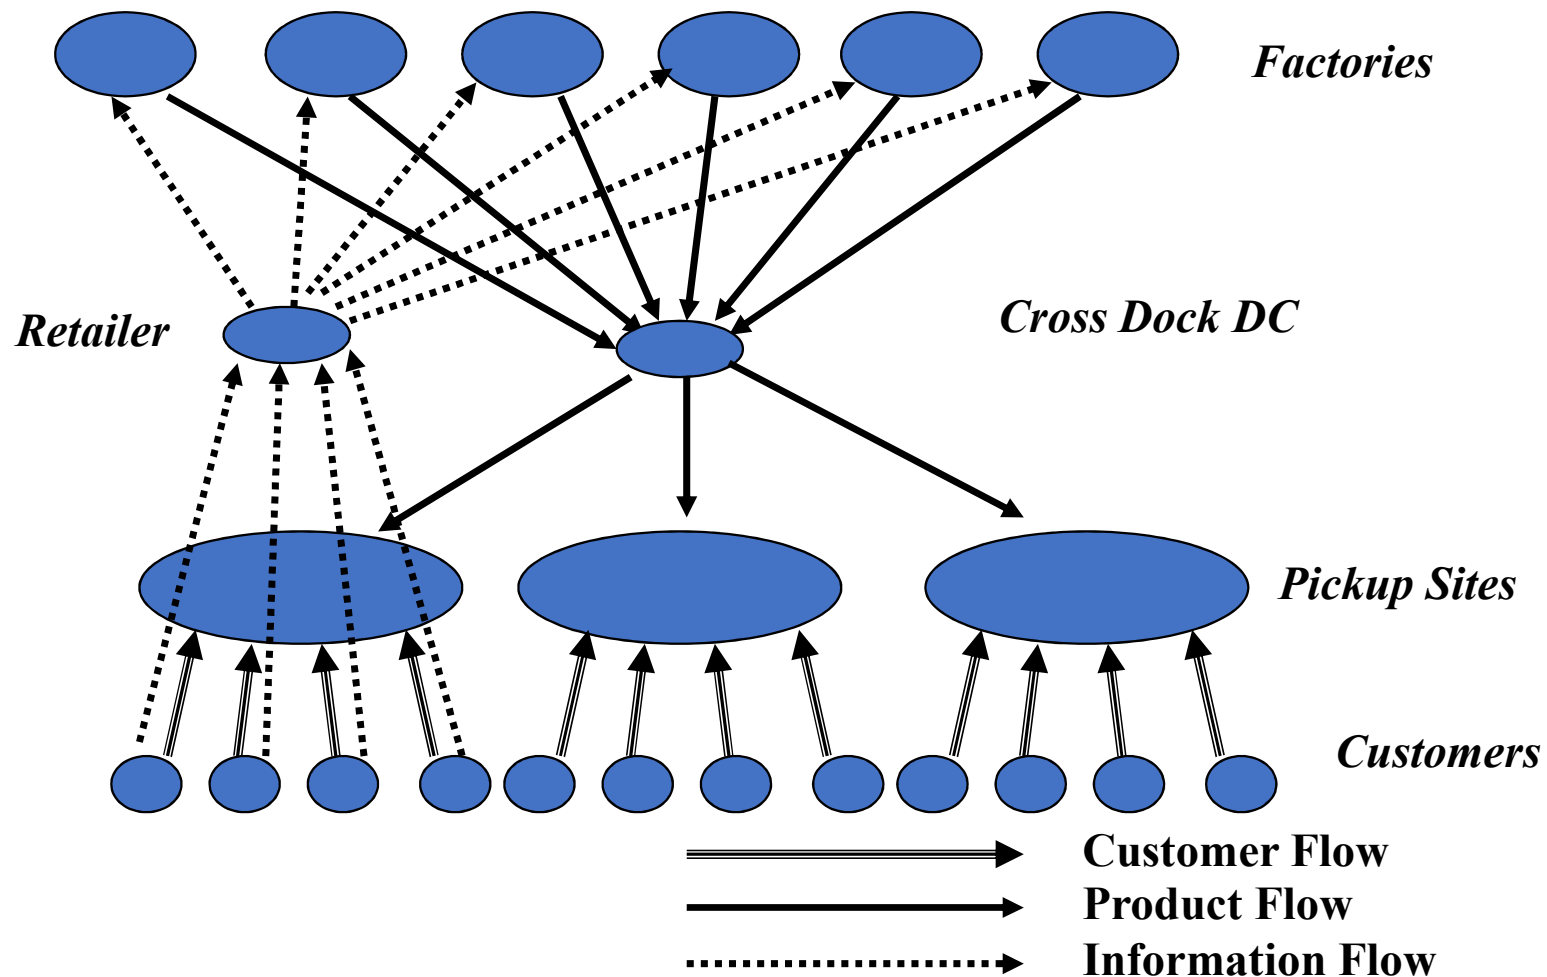 Factories
Retailer
Cross Dock DC
Pickup Sites
Customers
Customer Flow
Product Flow
Information Flow